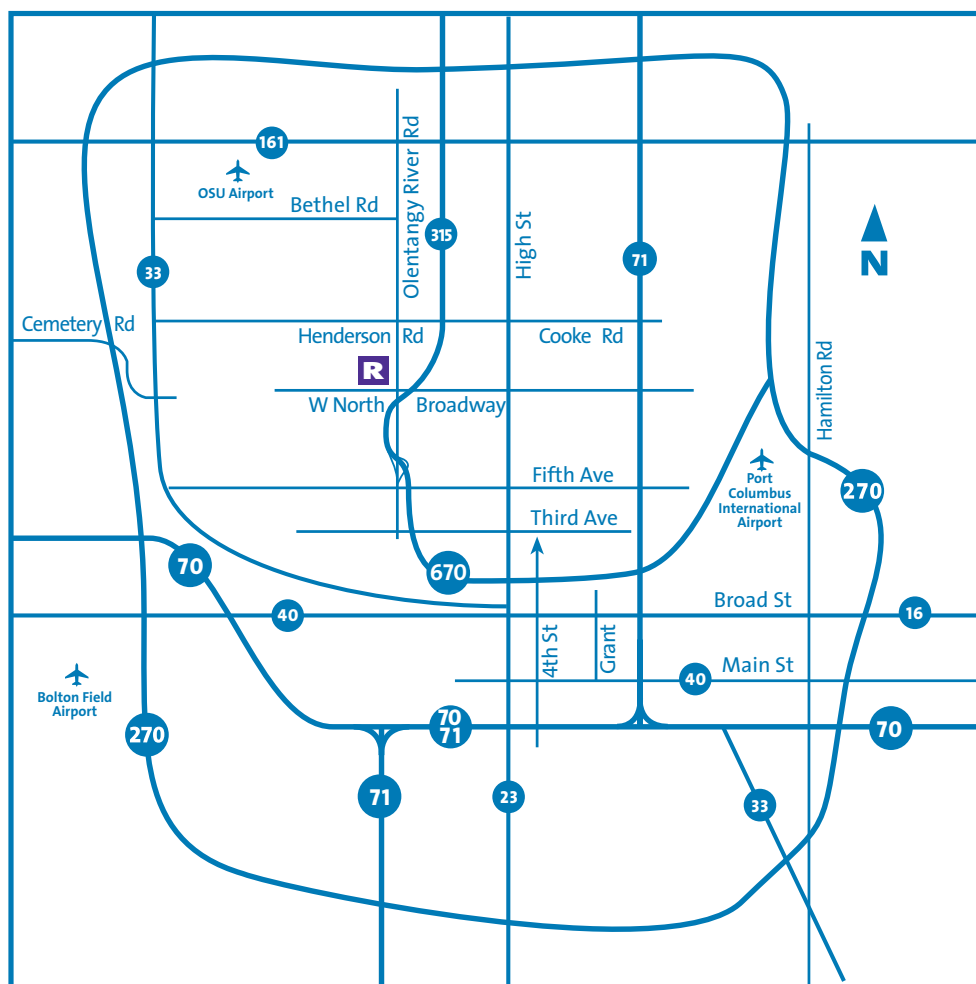 161
OSU Airport
Bethel Rd
Olentangy River Rd
315
High St
71
33
N
Cemetery Rd
Henderson Rd
Cooke Rd
R
W North Broadway
Hamilton Rd
Fifth Ave
Port
Columbus
International
Airport
270
Third Ave
70
670
Broad St
16
40
4th St
Grant
Main St
40
Bolton Field
Airport
270
70
71
70
71
23
33